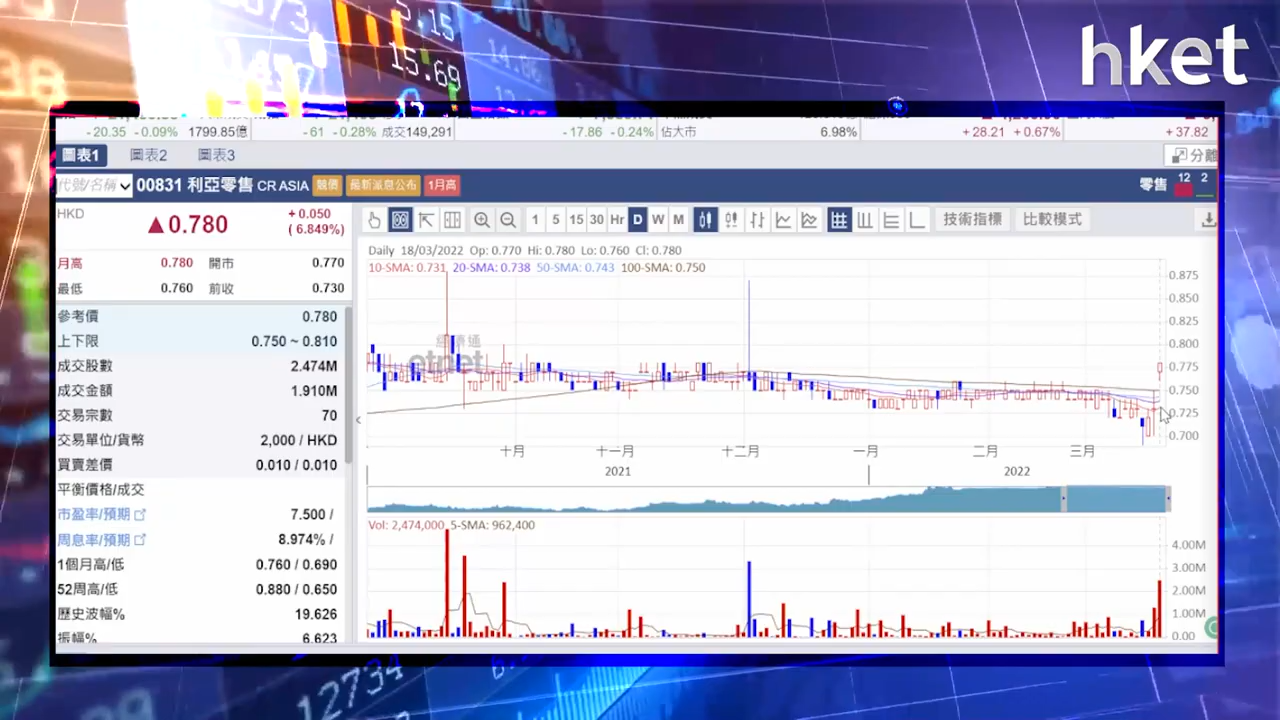 hket
5.15
15.69
-20.35 -0.09% 1799.85億 -61 -0.28% 成交149,291 -17.86 -0.24% 佔大市 6.98% +28.21 +0.67% +37.82
圖表1 圖表2 圖表3 分離
代號/名稱 00831 利亞零售 CR ASIA 競價 最新派息公布 1月高 零售 12 2
HKD ▲0.780 +0.050 (6.849%)
月高 0.780 開市 0.770
最低 0.760 前收 0.730
參考價 0.780
上下限 0.750 ~ 0.810
成交股數 2.474M
成交金額 1.910M
交易宗數 70
交易單位/貨幣 2,000 / HKD
買賣差價 0.010 / 0.010
平衡價格/成交
市盈率/預期 7.500 /
周息率/預期 8.974% /
1個月高/低 0.760 / 0.690
52周高/低 0.880 / 0.650
歷史波幅% 19.626
振幅% 6.623
1 5 15 30 Hr D W M 技術指標 比較模式
Daily 18/03/2022 Op: 0.770 Hi: 0.780 Lo: 0.760 Cl: 0.780
10-SMA: 0.731 20-SMA: 0.738 50-SMA: 0.743 100-SMA: 0.750
經濟通
etnet
0.875
0.850
0.825
0.800
0.775
0.750
0.725
0.700
十月 十一月 十二月 一月 二月 三月
2021 2022
Vol: 2,474,000 5-SMA: 962,400
4.00M
3.00M
2.00M
1.00M
0.00
12734